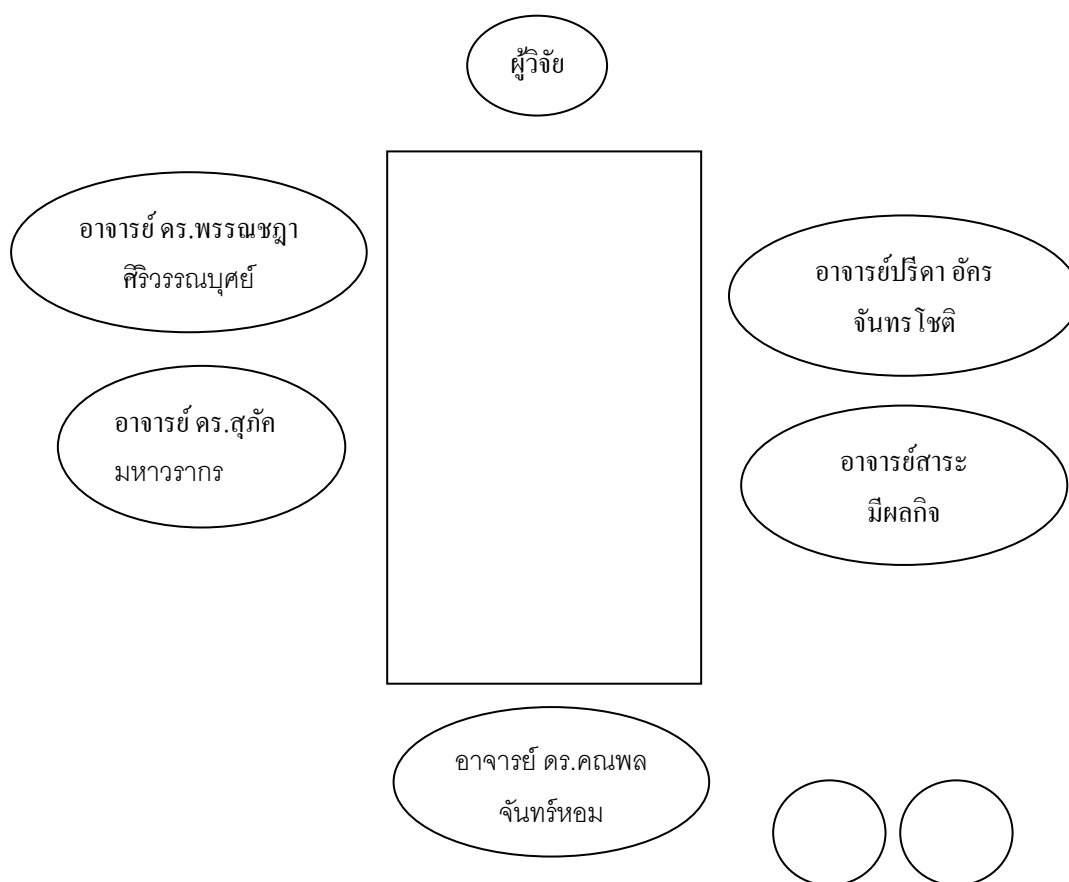 ผู้วิจัย
อาจารย์ ดร.พรรณชฎา
ศิริวรรณบุศย์
อาจารย์ปรีดา อัคร
จันทรโชติ
อาจารย์ ดร.สุภัค
มหาวรากร
อาจารย์สาระ
มีผลกิจ
อาจารย์ ดร.คณพล
จันทร์หอม